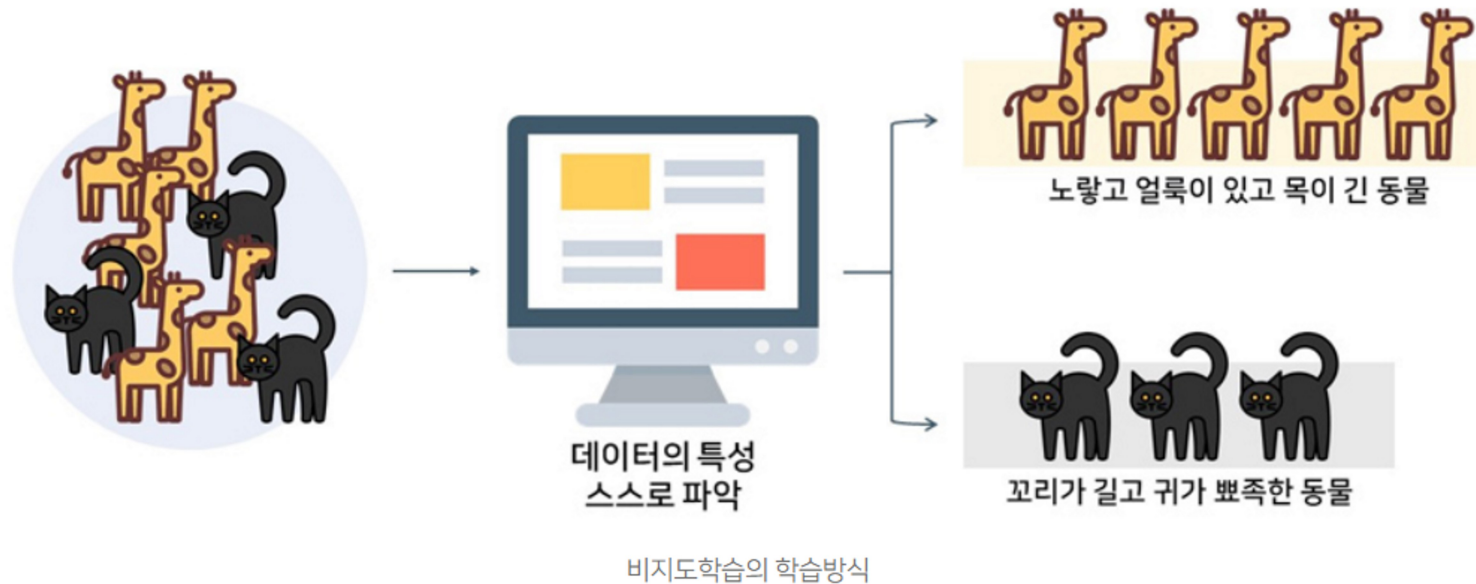 노랗고 얼룩이 있고 목이 긴 동물
데이터의 특성
스스로 파악
꼬리가 길고 귀가 뾰족한 동물
비지도학습의 학습방식